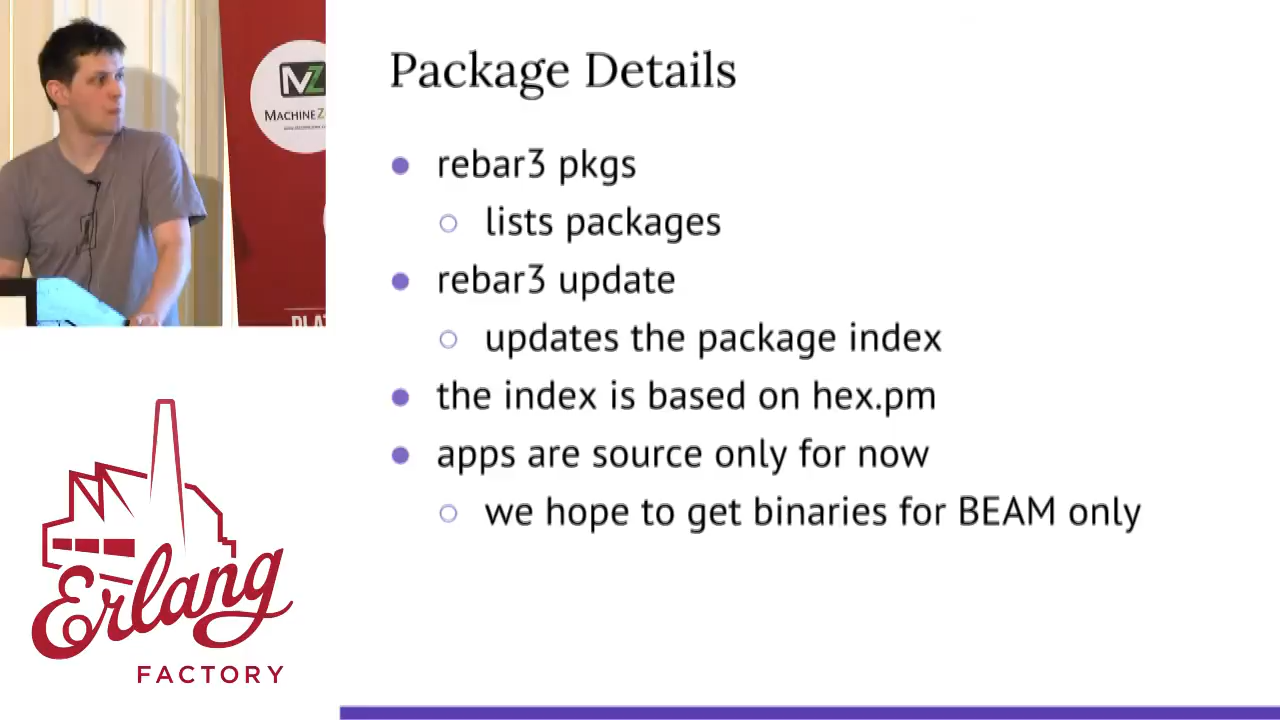 MZ
MACHINE Z
Package Details
rebar3 pkgs
lists packages
rebar3 update
updates the package index
the index is based on hex.pm
apps are source only for now
we hope to get binaries for BEAM only
Erlang
FACTORY